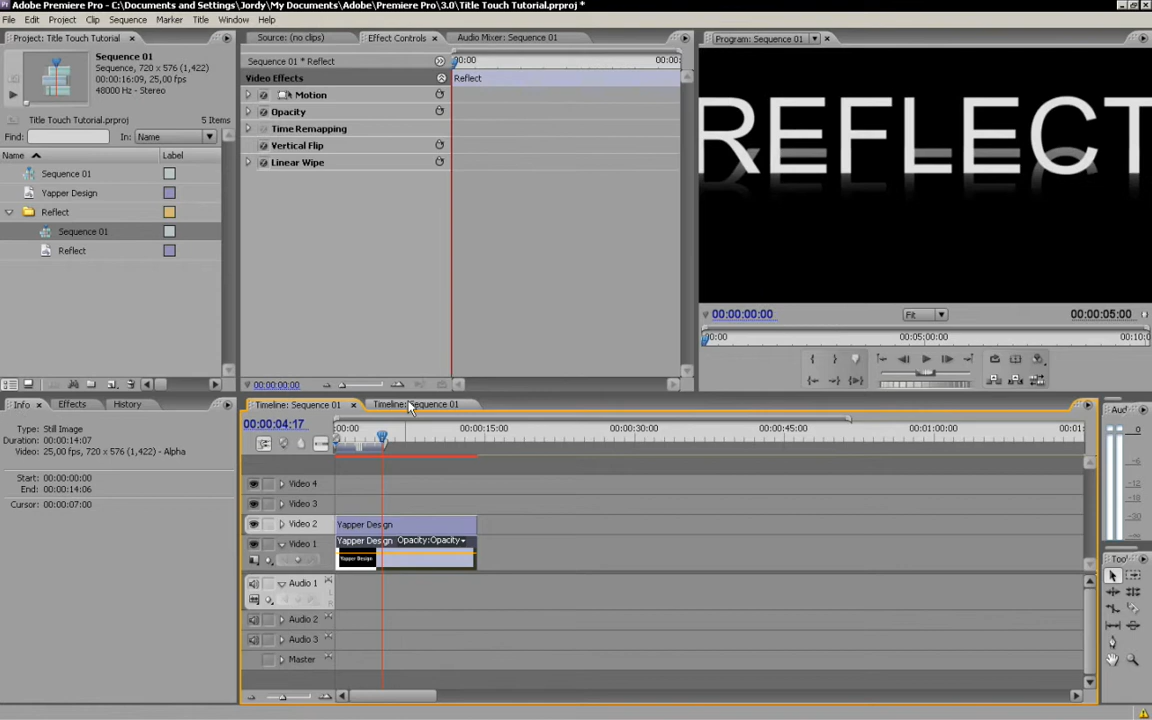 Adobe Premiere Pro - C:\Documents and Settings\Jordy\My Documents\Adobe\Premiere Pro\3.0\Title Touch Tutorial.prproj *
File Edit Project Clip Sequence Marker Title Window Help
Project: Title Touch Tutorial
Sequence 01
Sequence, 720 x 576 (1,422)
00:00:16:09, 25,00 fps
48000 Hz - Stereo
Title Touch Tutorial.prproj
5 Items
Find:
In: Name
Name
Label
Sequence 01
Yapper Design
Reflect
Sequence 01
Reflect
Source: (no clips)
Effect Controls
Audio Mixer: Sequence 01
Sequence 01 * Reflect
Video Effects
Motion
Opacity
Time Remapping
Vertical Flip
Linear Wipe
00:00
00:00:
Reflect
00:00:00:00
Program: Sequence 01
REFLECT
00:00:00:00
Fit
00:00:05:00
00:00
00:05:00:00
00:10:0
Info
Effects
History
Type: Still Image
Duration: 00:00:14:07
Video: 25,00 fps, 720 x 576 (1,422) - Alpha
Start: 00:00:00:00
End: 00:00:14:06
Cursor: 00:00:07:00
Timeline: Sequence 01
Timeline: Sequence 01
00:00:04:17
00:00
00:00:15:00
00:00:30:00
00:00:45:00
00:01:00:00
00:01:
Video 4
Video 3
Video 2
Yapper Design
Video 1
Yapper Design Opacity:Opacity
Yapper Design
Audio 1
L
R
Audio 2
Audio 3
Master
Aud
0
-6
Tool